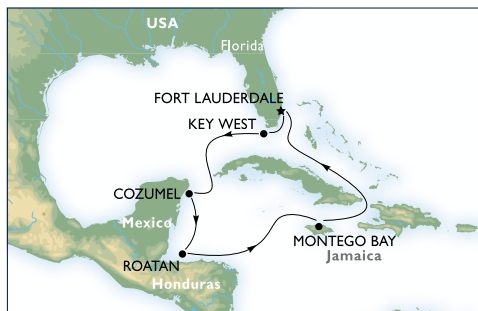 USA
Florida
FORT LAUDERDALE
KEY WEST
COZUMEL
Mexico
MONTEGO BAY
Jamaica
ROATAN
Honduras